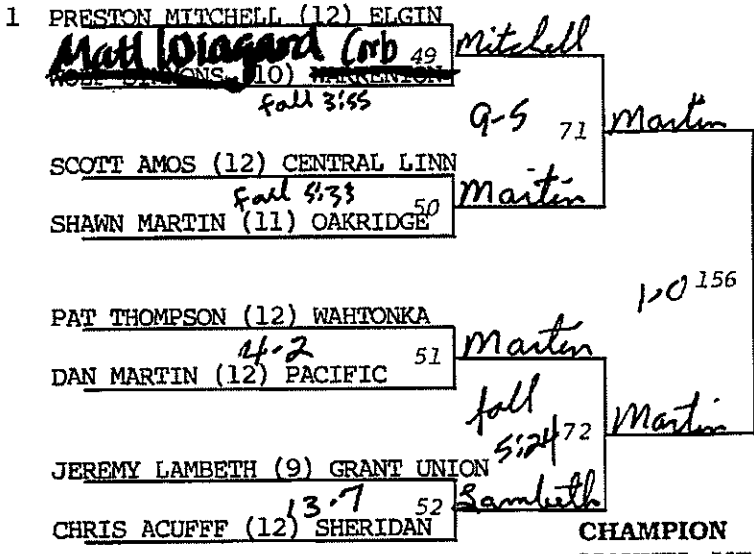 1 PRESTON MITCHELL (12) ELGIN
Matt Corb 49 Mitchell
(10) WARRENTON
fall 3:55
9-5 71 Martin
SCOTT AMOS (12) CENTRAL LINN
fall 5:33 50 Martin
SHAWN MARTIN (11) OAKRIDGE
1-0 156
PAT THOMPSON (12) WAHTONKA
4-2 51 Martin
DAN MARTIN (12) PACIFIC
fall
5:24 72 Martin
JEREMY LAMBETH (9) GRANT UNION
13-7 52 Lambeth
CHRIS ACUFFF (12) SHERIDAN
CHAMPION